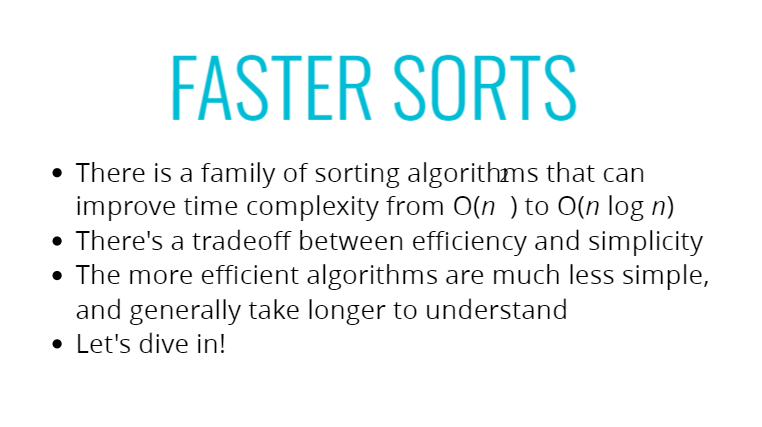 FASTER SORTS
• There is a family of sorting algorithms that can
improve time complexity from O(n²) to O(n log n)
• There's a tradeoff between efficiency and simplicity
• The more efficient algorithms are much less simple,
and generally take longer to understand
• Let's dive in!